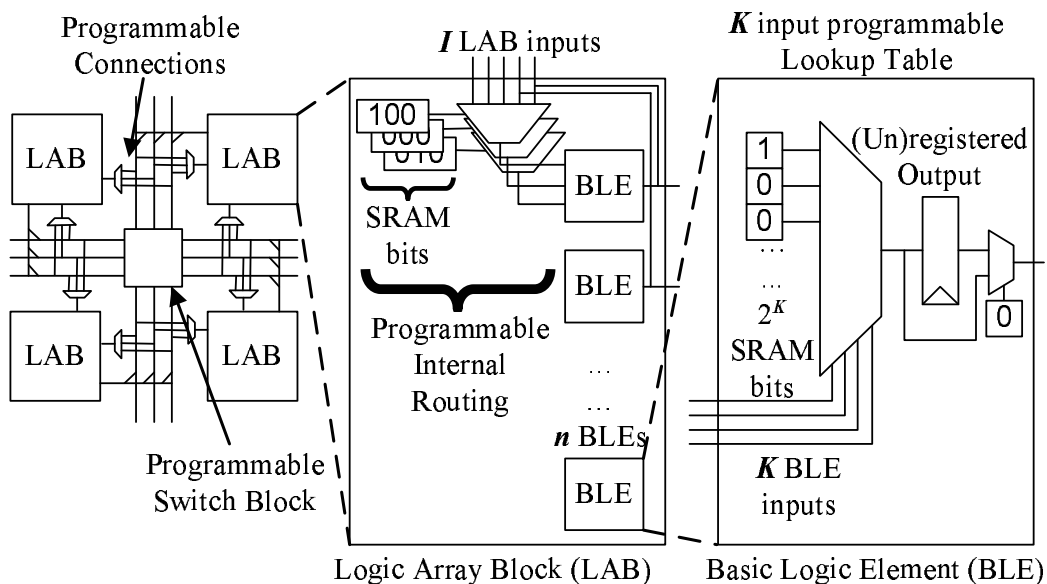 Programmable
Connections
LAB
LAB
LAB
LAB
Programmable
Switch Block
I LAB inputs
100
000
010
SRAM
bits
BLE
BLE
Programmable
Internal
Routing
...
...
n BLEs
BLE
Logic Array Block (LAB)
K input programmable
Lookup Table
1
0
0
...
...
2^K
SRAM
bits
(Un)registered
Output
0
K BLE
inputs
Basic Logic Element (BLE)